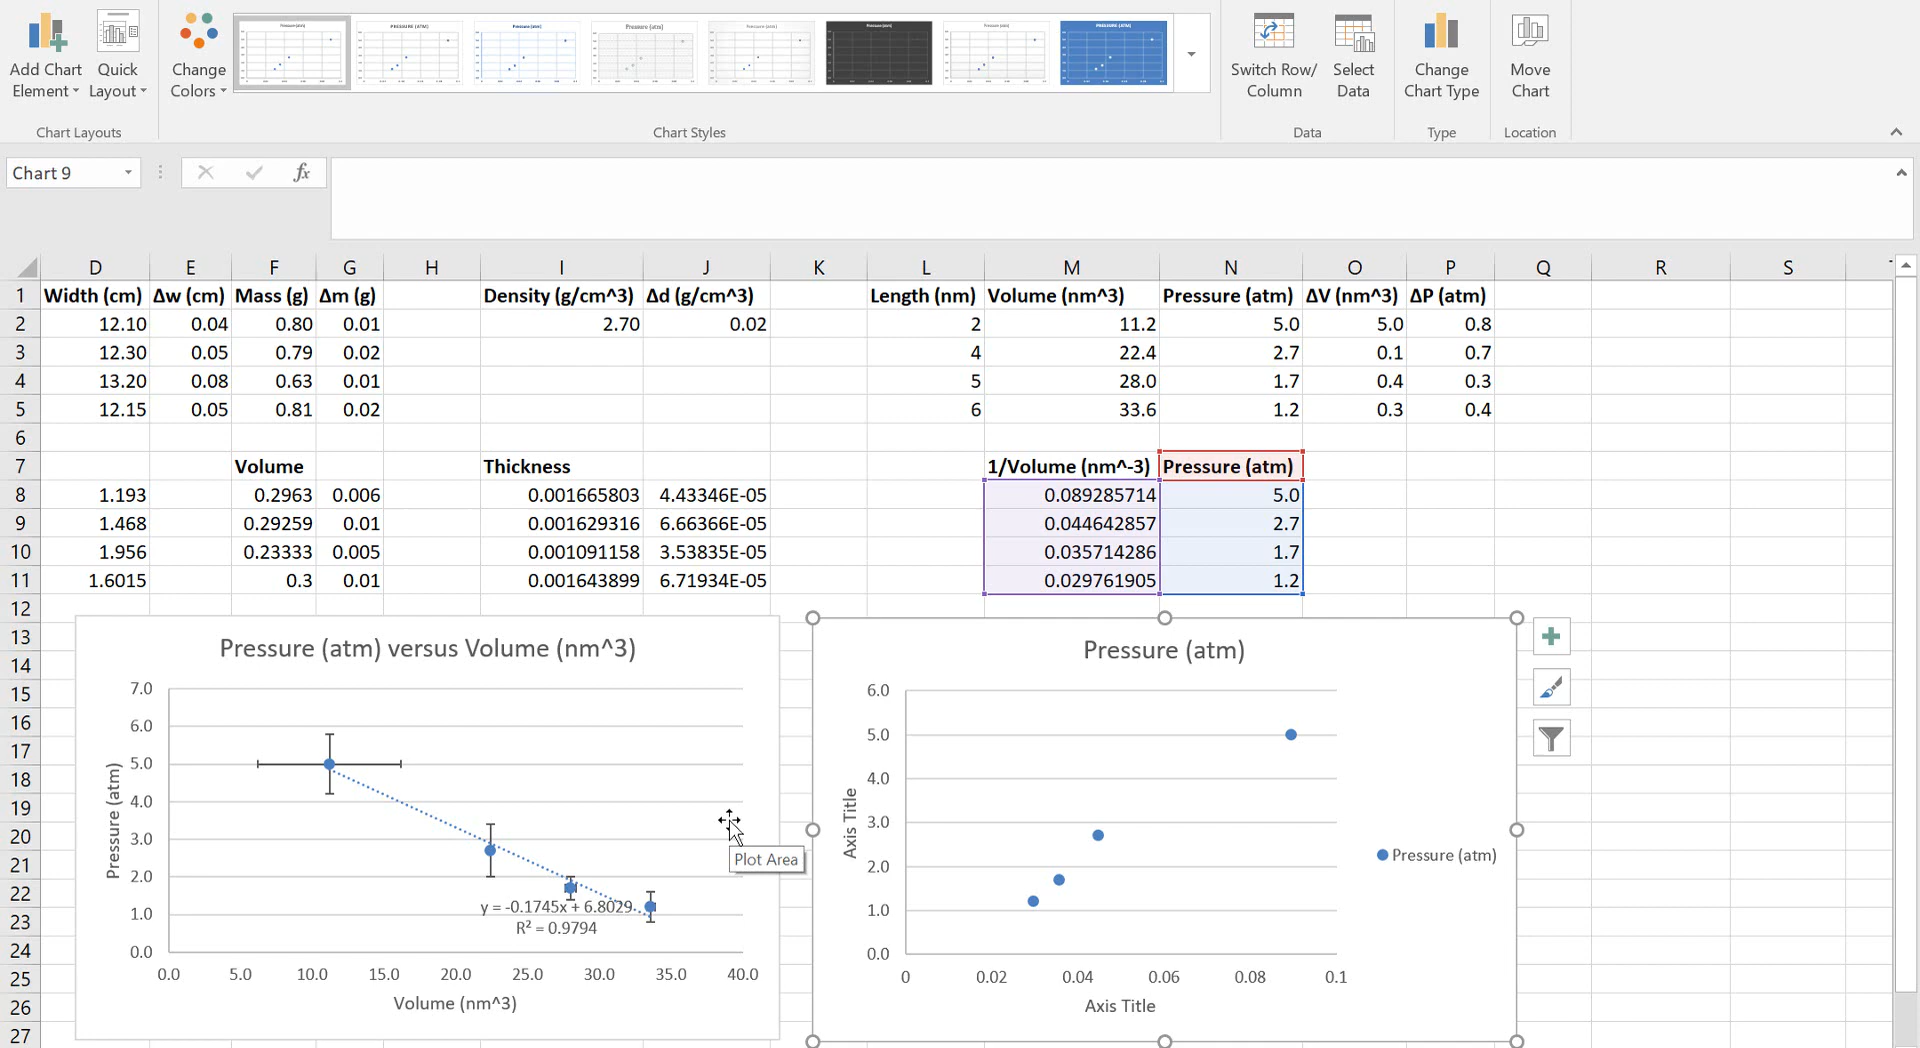 Add Chart Element
Quick Layout
Change Colors
Switch Row/ Column
Select Data
Change Chart Type
Move Chart
Chart Layouts
Chart Styles
Data
Type
Location
Chart 9
fx
D E F G H I J K L M N O P Q R S
1 Width (cm) Δw (cm) Mass (g) Δm (g) Density (g/cm^3) Δd (g/cm^3) Length (nm) Volume (nm^3) Pressure (atm) ΔV (nm^3) ΔP (atm)
2 12.10 0.04 0.80 0.01 2.70 0.02 2 11.2 5.0 5.0 0.8
3 12.30 0.05 0.79 0.02 4 22.4 2.7 0.1 0.7
4 13.20 0.08 0.63 0.01 5 28.0 1.7 0.4 0.3
5 12.15 0.05 0.81 0.02 6 33.6 1.2 0.3 0.4
6
7 Volume Thickness 1/Volume (nm^-3) Pressure (atm)
8 1.193 0.2963 0.006 0.001665803 4.43346E-05 0.089285714 5.0
9 1.468 0.29259 0.01 0.001629316 6.66366E-05 0.044642857 2.7
10 1.956 0.23333 0.005 0.001091158 3.53835E-05 0.035714286 1.7
11 1.6015 0.3 0.01 0.001643899 6.71934E-05 0.029761905 1.2
12
13
14
15
16
17
18
19
20
21
22
23
24
25
26
27
Pressure (atm) versus Volume (nm^3)
7.0
6.0
5.0
4.0
3.0
2.0
1.0
0.0
Pressure (atm)
y = -0.1745x + 6.8029
R² = 0.9794
0.0 5.0 10.0 15.0 20.0 25.0 30.0 35.0 40.0
Volume (nm^3)
Plot Area
Pressure (atm)
6.0
5.0
4.0
3.0
2.0
1.0
0.0
Axis Title
Pressure (atm)
0 0.02 0.04 0.06 0.08 0.1
Axis Title